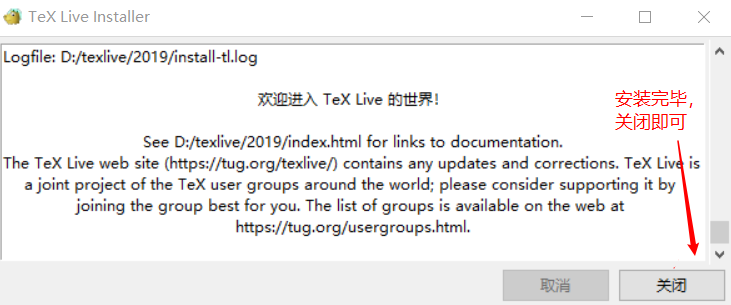 TeX Live Installer
Logfile: D:/texlive/2019/install-tl.log
欢迎进入 TeX Live 的世界!
See D:/texlive/2019/index.html for links to documentation.
The TeX Live web site (https://tug.org/texlive/) contains any updates and corrections. TeX Live is
a joint project of the TeX user groups around the world; please consider supporting it by
joining the group best for you. The list of groups is available on the web at
https://tug.org/usergroups.html.
安装完毕，
关闭即可
取消
关闭